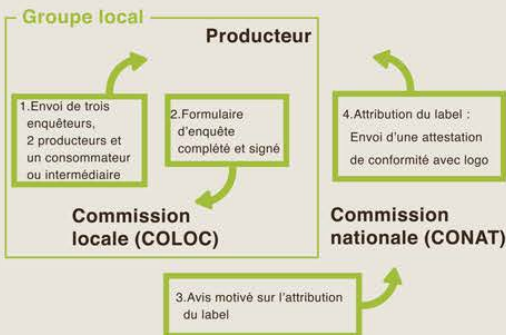 Groupe local
Producteur
1.Envoi de trois
enquêteurs,
2 producteurs et
un consommateur
ou intermédiaire
2.Formulaire
d'enquête
complété et signé
4.Attribution du label :
Envoi d'une attestation
de conformité avec logo
Commission
locale (COLOC)
Commission
nationale (CONAT)
3.Avis motivé sur l'attribution
du label